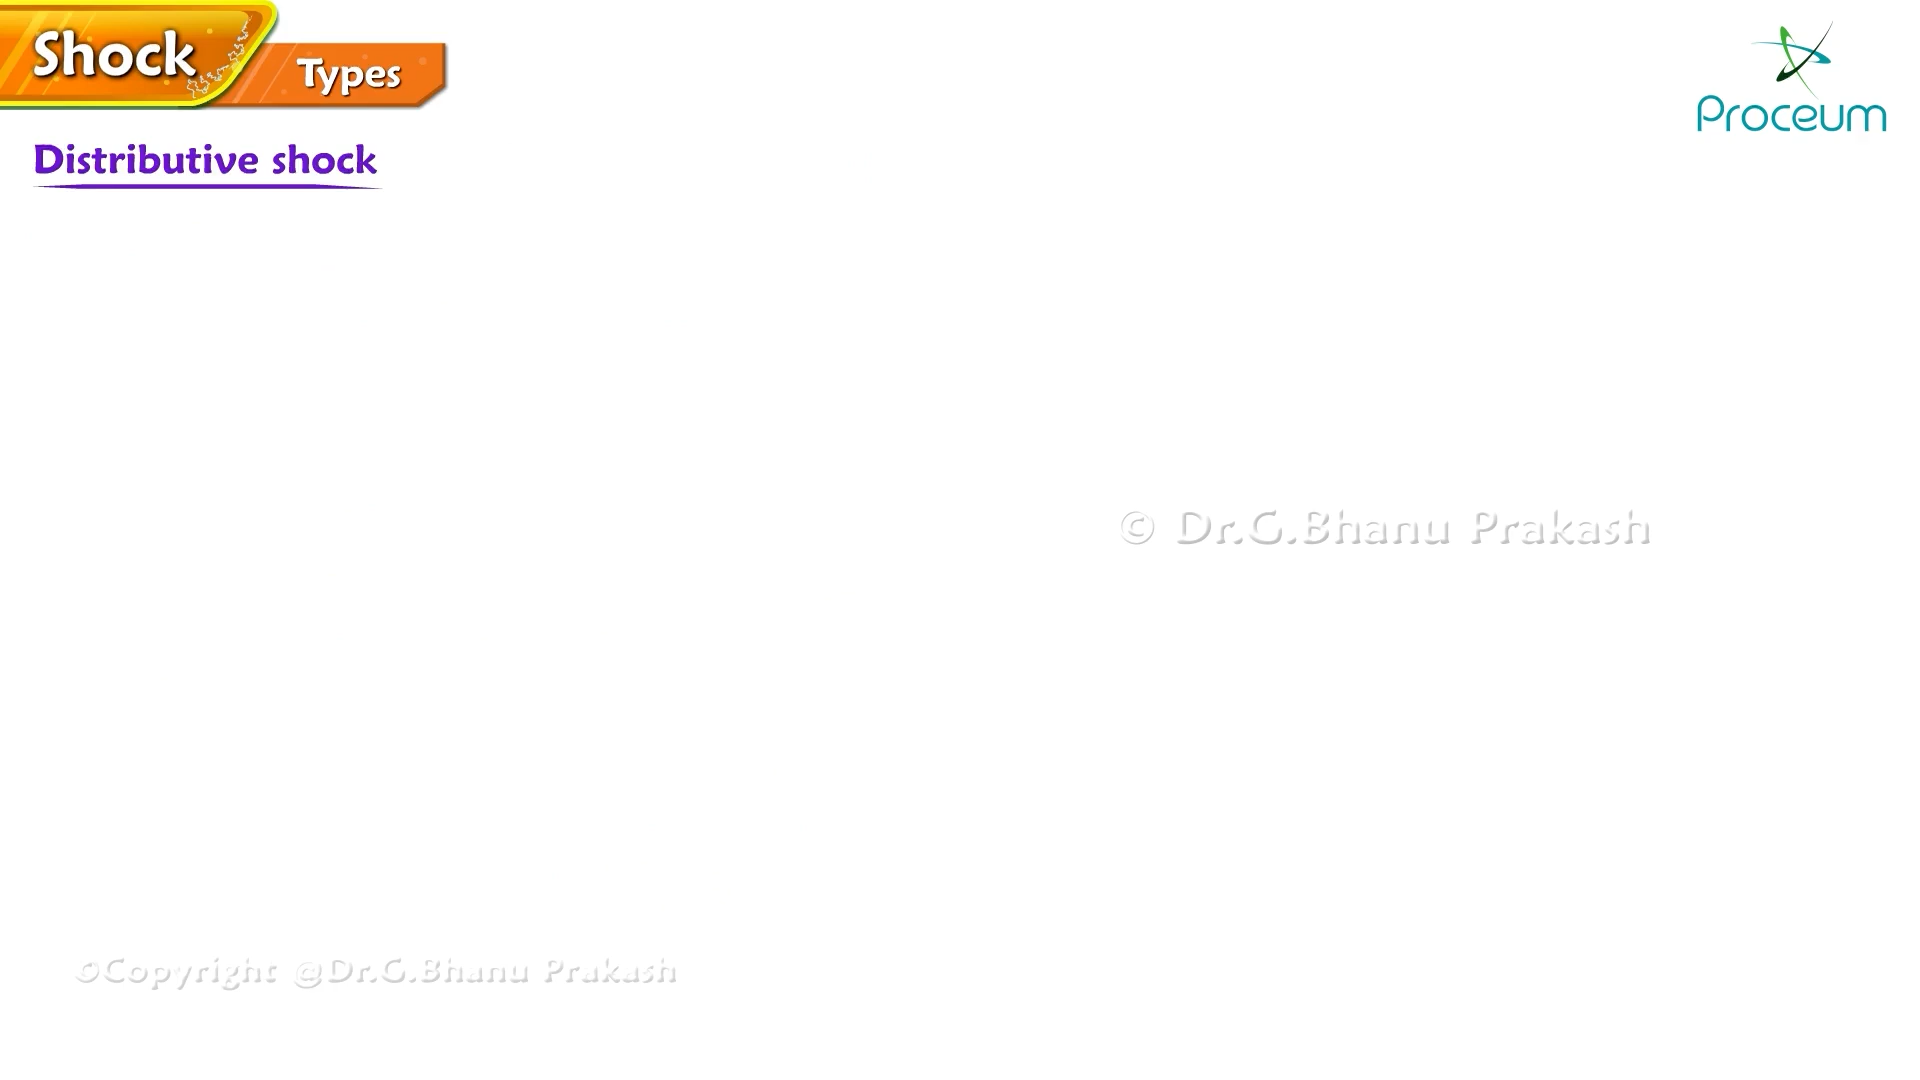 Shock
Types
Proceum
Distributive shock
© Dr.G.Bhanu Prakash
©Copyright @Dr.G.Bhanu Prakash